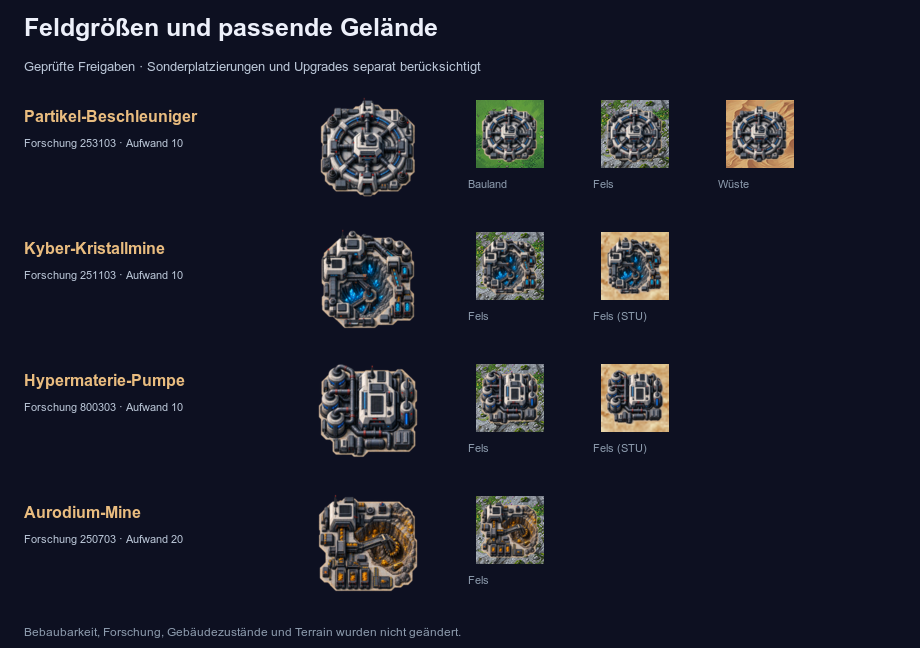 Feldgrößen und passende Gelände
Geprüfte Freigaben · Sonderplatzierungen und Upgrades separat berücksichtigt
Partikel-Beschleuniger
Forschung 253103 · Aufwand 10
Bauland
Fels
Wüste
Kyber-Kristallmine
Forschung 251103 · Aufwand 10
Fels
Fels (STU)
Hypermaterie-Pumpe
Forschung 800303 · Aufwand 10
Fels
Fels (STU)
Aurodium-Mine
Forschung 250703 · Aufwand 20
Fels
Bebaubarkeit, Forschung, Gebäudezustände und Terrain wurden nicht geändert.